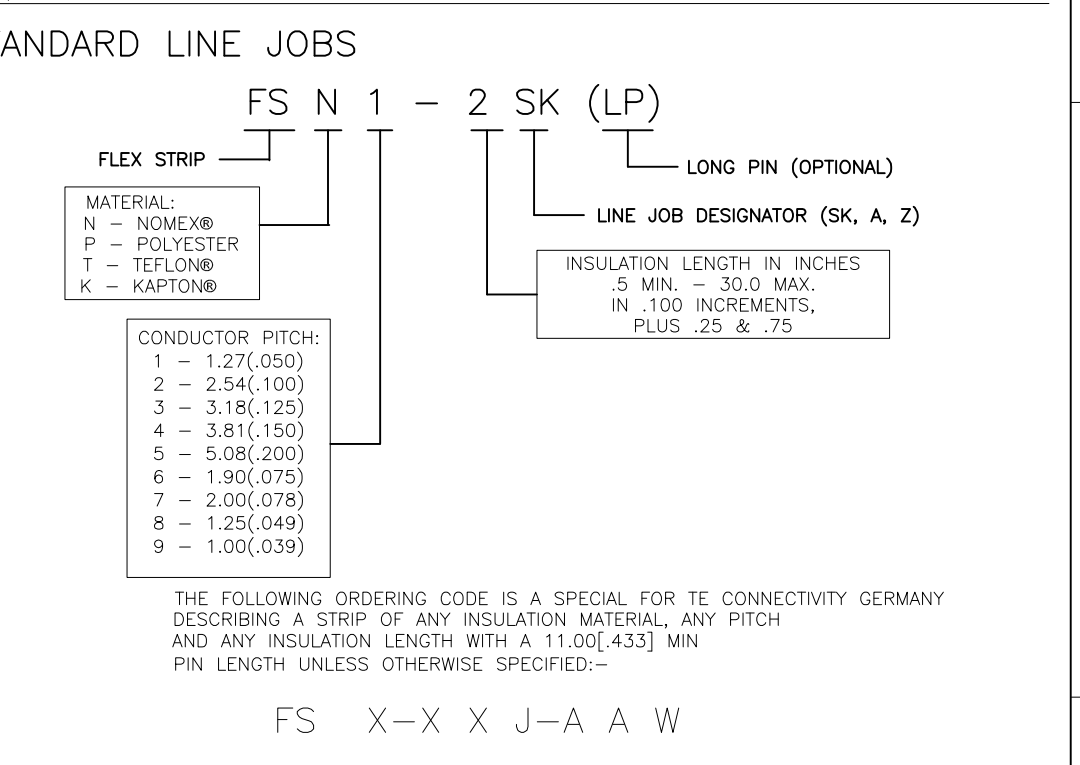 ANDARD LINE JOBS
FS N 1 – 2 SK (LP)
FLEX STRIP
LONG PIN (OPTIONAL)
MATERIAL:
N – NOMEX®
P – POLYESTER
T – TEFLON®
K – KAPTON®
LINE JOB DESIGNATOR (SK, A, Z)
INSULATION LENGTH IN INCHES
.5 MIN. – 30.0 MAX.
IN .100 INCREMENTS,
PLUS .25 & .75
CONDUCTOR PITCH:
1 – 1.27(.050)
2 – 2.54(.100)
3 – 3.18(.125)
4 – 3.81(.150)
5 – 5.08(.200)
6 – 1.90(.075)
7 – 2.00(.078)
8 – 1.25(.049)
9 – 1.00(.039)
THE FOLLOWING ORDERING CODE IS A SPECIAL FOR TE CONNECTIVITY GERMANY
DESCRIBING A STRIP OF ANY INSULATION MATERIAL, ANY PITCH
AND ANY INSULATION LENGTH WITH A 11.00[.433] MIN
PIN LENGTH UNLESS OTHERWISE SPECIFIED:–
FS X–X X J–A A W